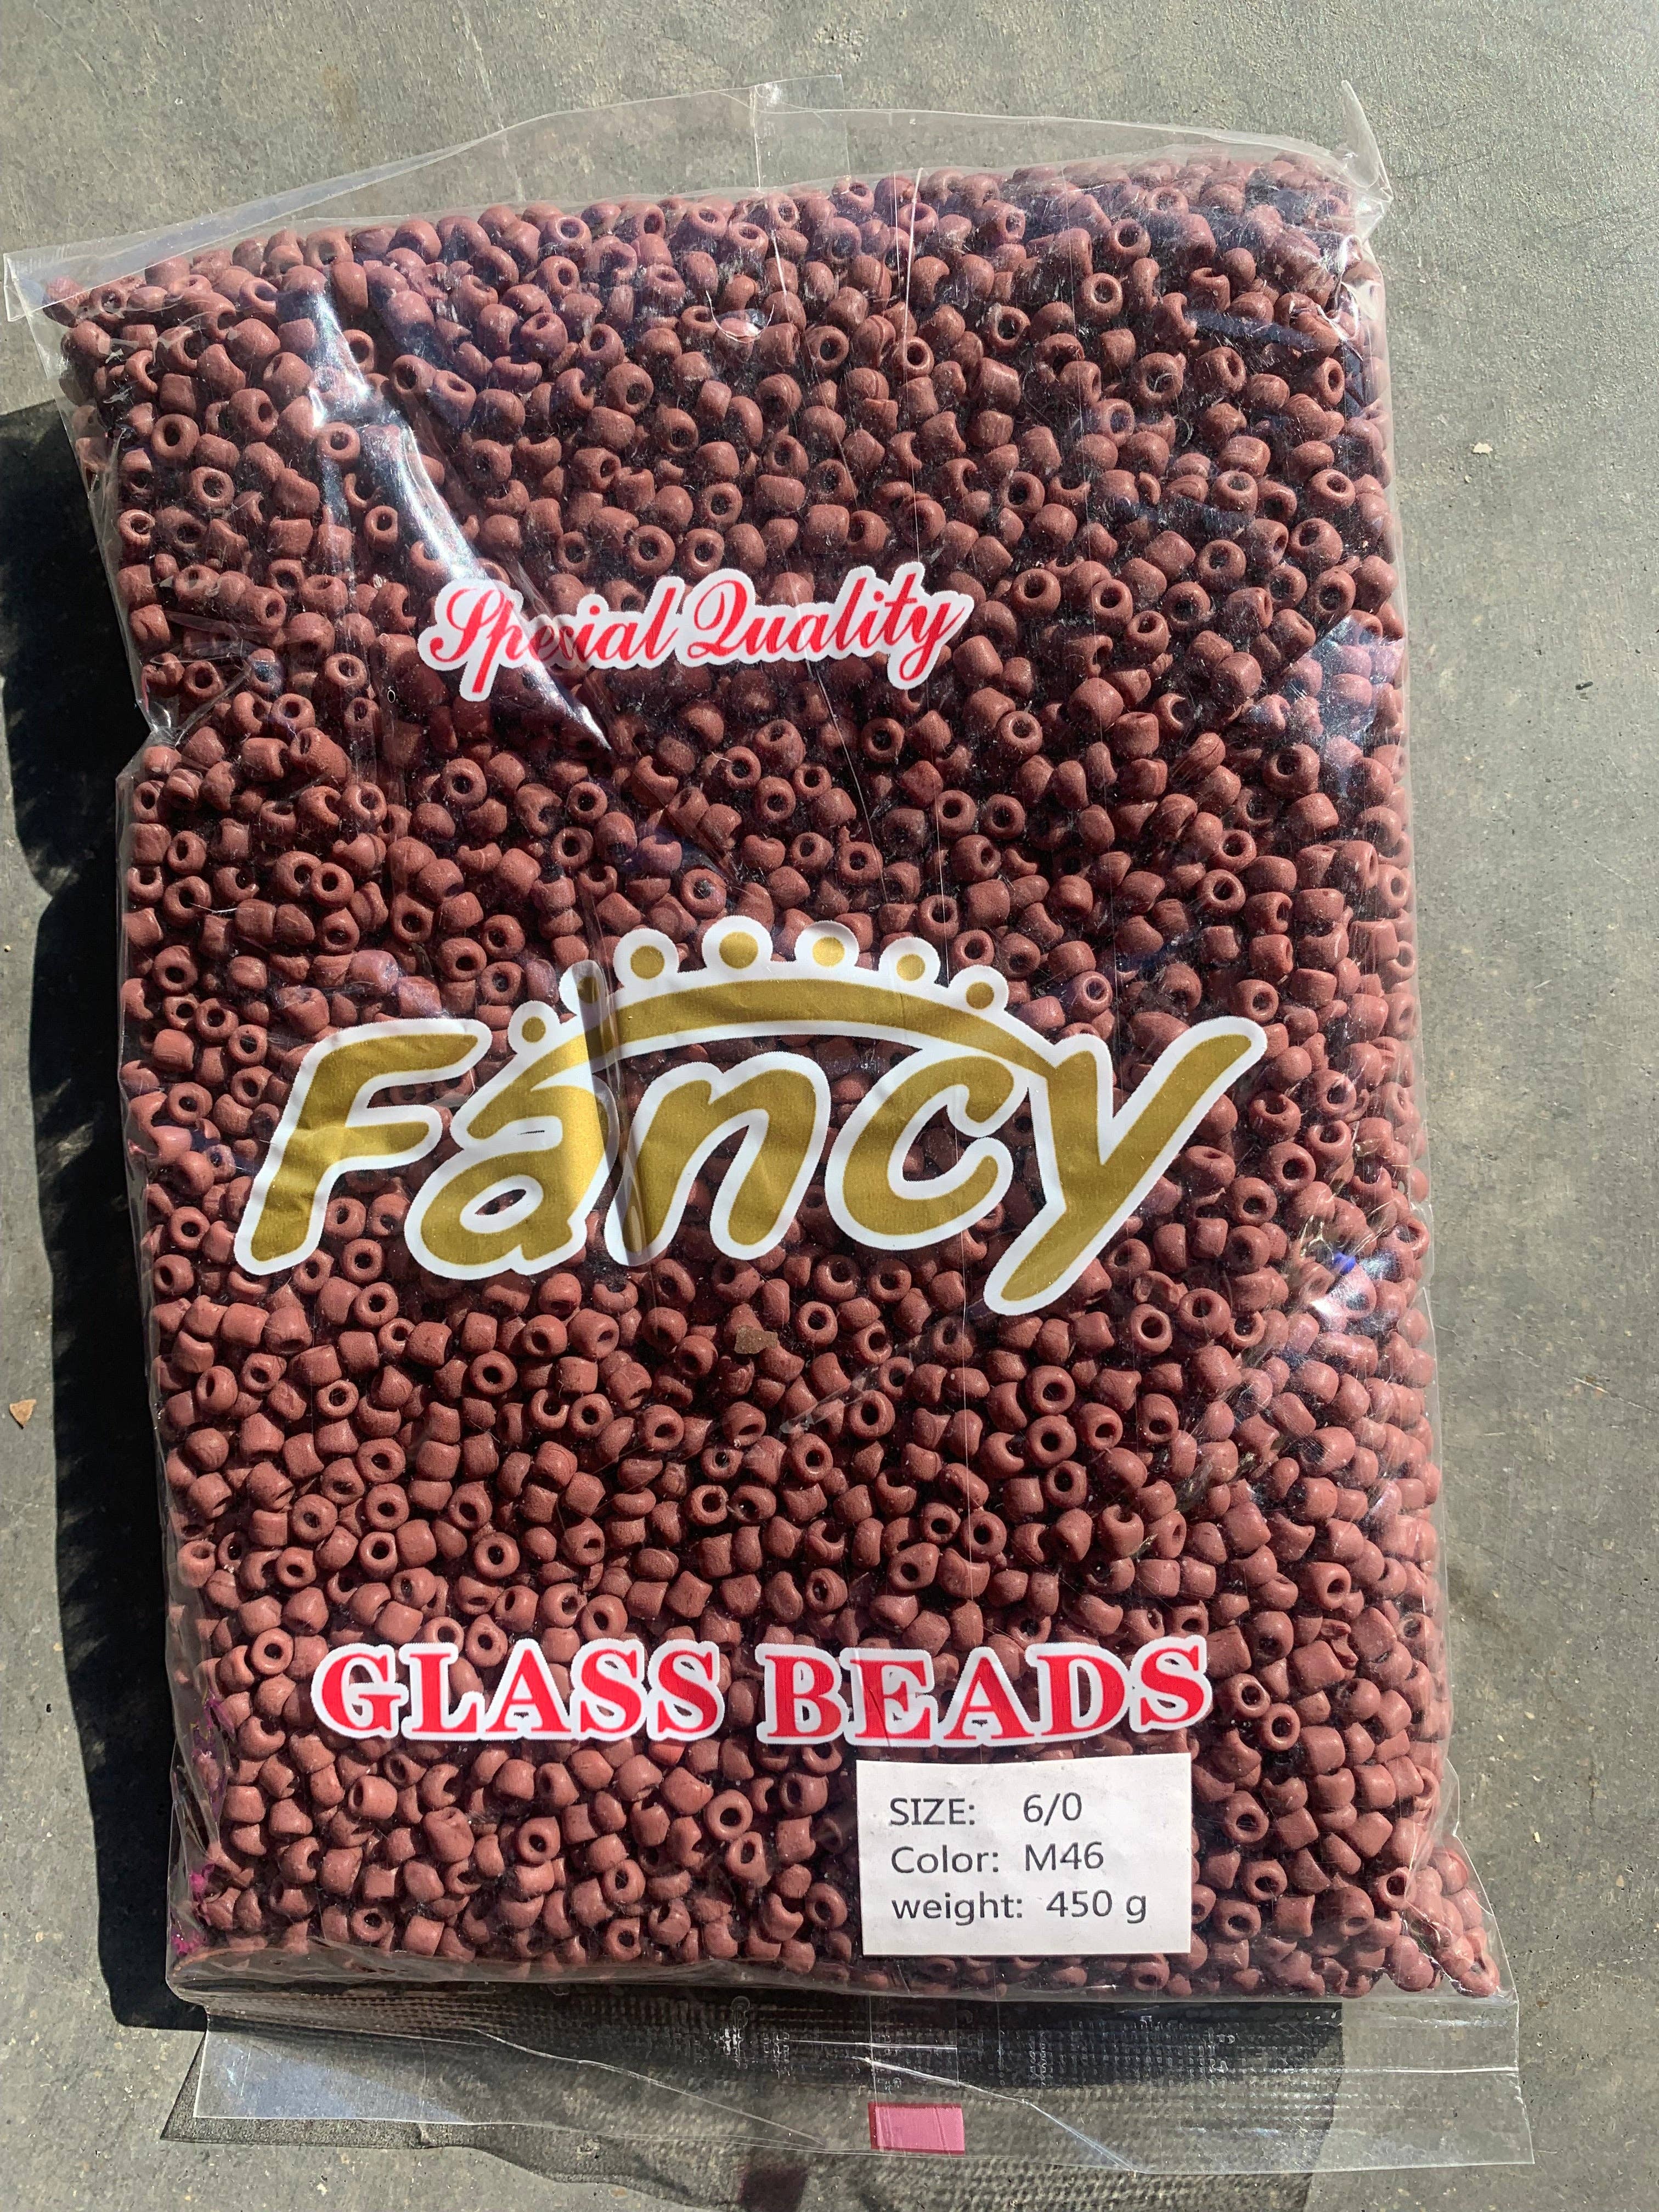 Special Quality
Fancy
GLASS BEADS
SIZE: 6/0
Color: M46
weight: 450 g